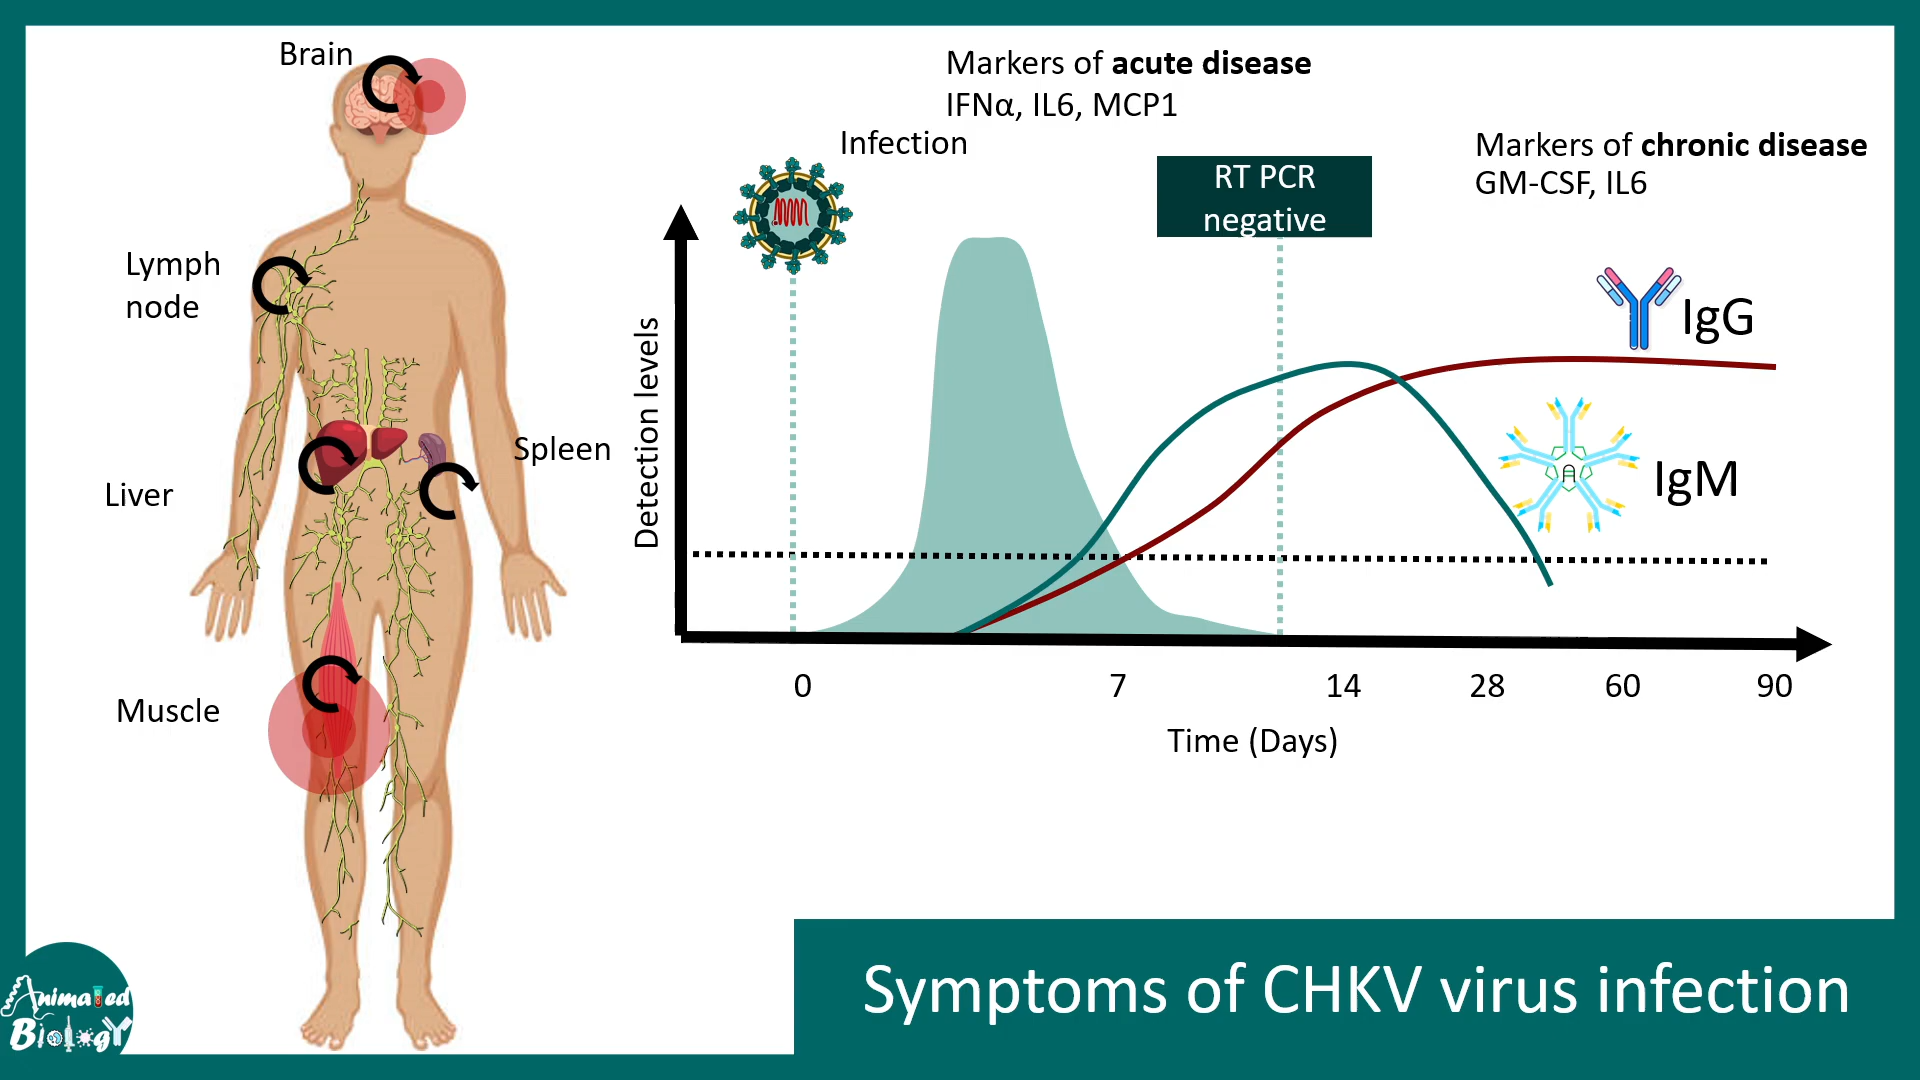 Brain
Lymph
node
Liver
Spleen
Muscle
Markers of acute disease
IFNα, IL6, MCP1
Infection
RT PCR
negative
Markers of chronic disease
GM-CSF, IL6
IgG
IgM
Detection levels
0 7 14 28 60 90
Time (Days)
Symptoms of CHKV virus infection
Animated
Biology